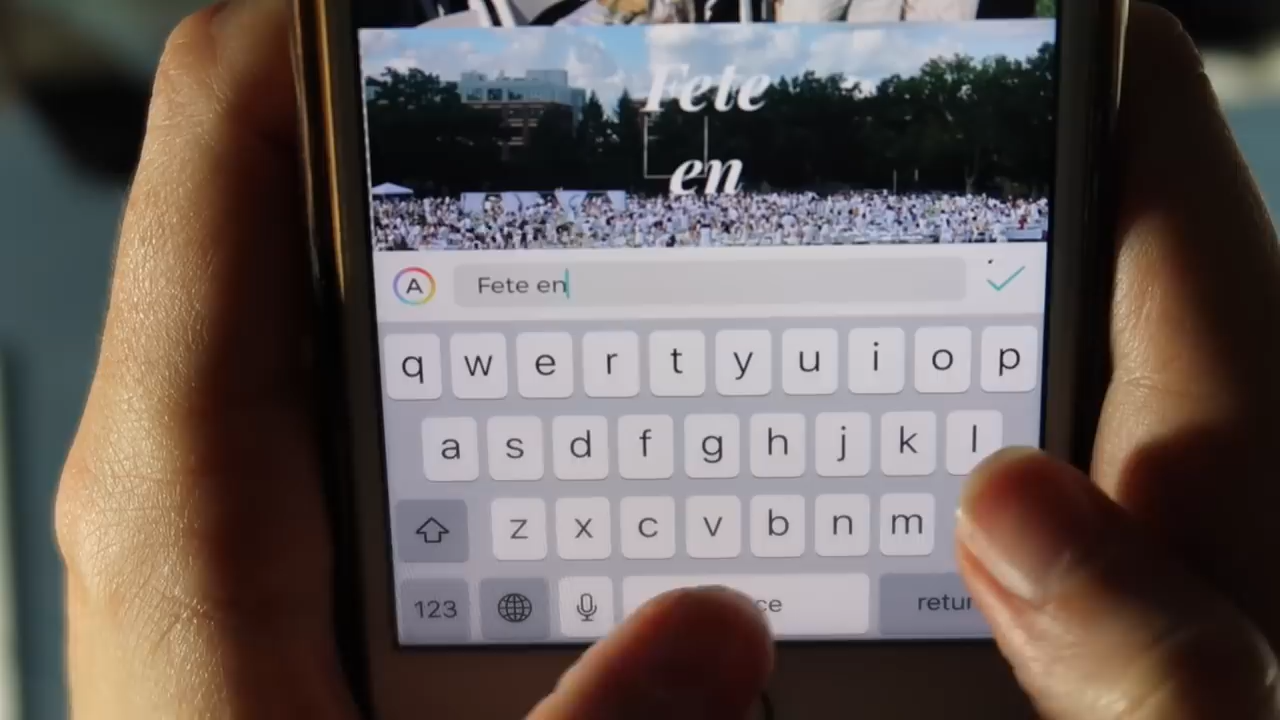 Fete
en
A Fete en
q w e r t y u i o p
a s d f g h j k l
z x c v b n m
123